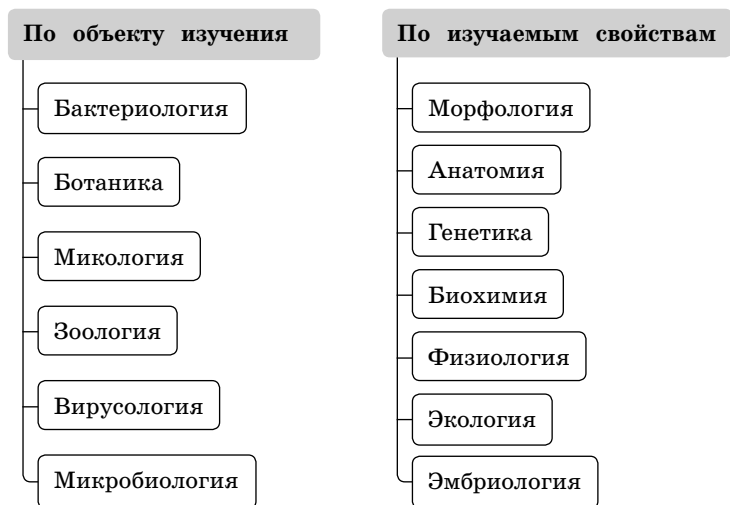 По объекту изучения
Бактериология
Ботаника
Микология
Зоология
Вирусология
Микробиология
По изучаемым свойствам
Морфология
Анатомия
Генетика
Биохимия
Физиология
Экология
Эмбриология